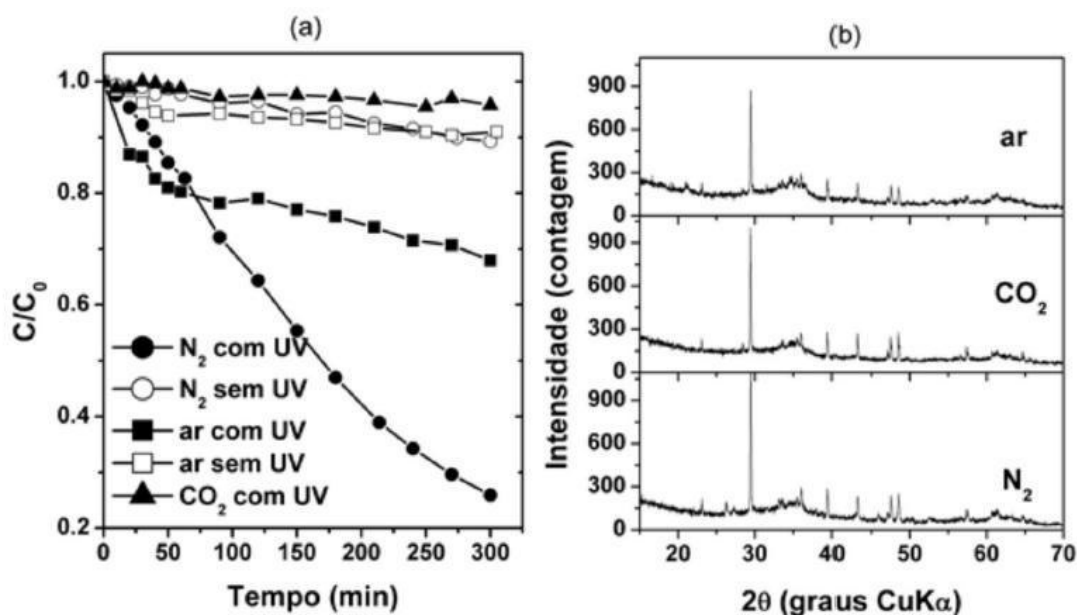 (a)
1.0
0.8
0.6
0.4
0.2
C/C₀
N₂ com UV
N₂ sem UV
ar com UV
ar sem UV
CO₂ com UV
0 50 100 150 200 250 300
Tempo (min)
(b)
Intensidade (contagem)
900
600
300
0
ar
900
600
300
0
CO₂
900
600
300
0
N₂
20 30 40 50 60 70
2θ (graus CuKα)